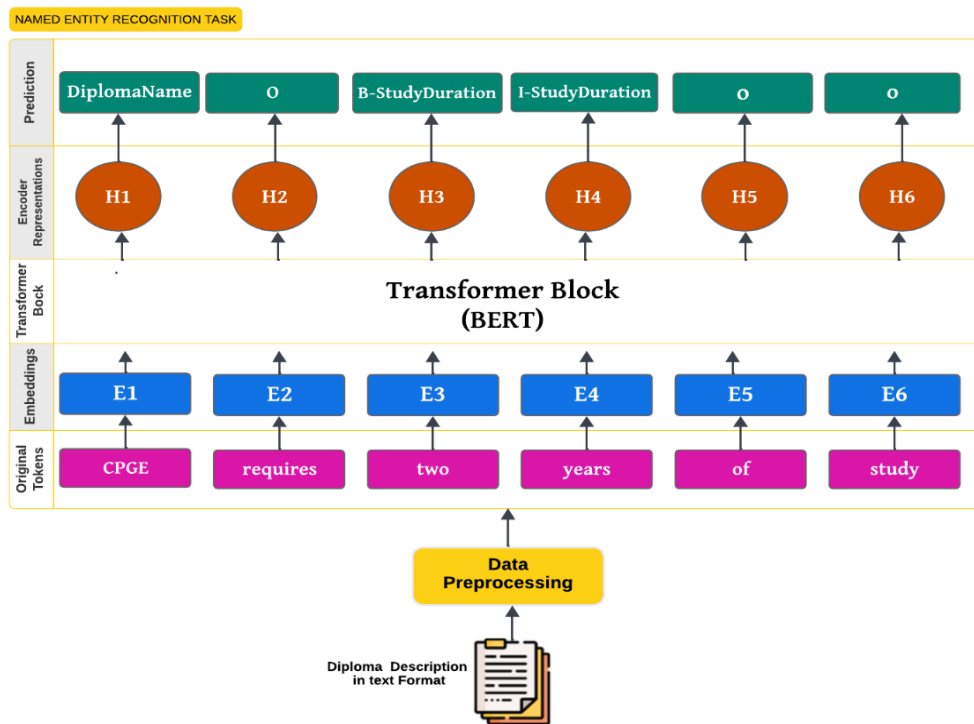 NAMED ENTITY RECOGNITION TASK
Prediction
DiplomaName
O
B-StudyDuration
I-StudyDuration
o
o
Encoder
Representations
H1
H2
H3
H4
H5
H6
Transformer
Bock
Transformer Block
(BERT)
Embeddings
E1
E2
E3
E4
E5
E6
Original
Tokens
CPGE
requires
two
years
of
study
Data
Preprocessing
Diploma Description
in text Format